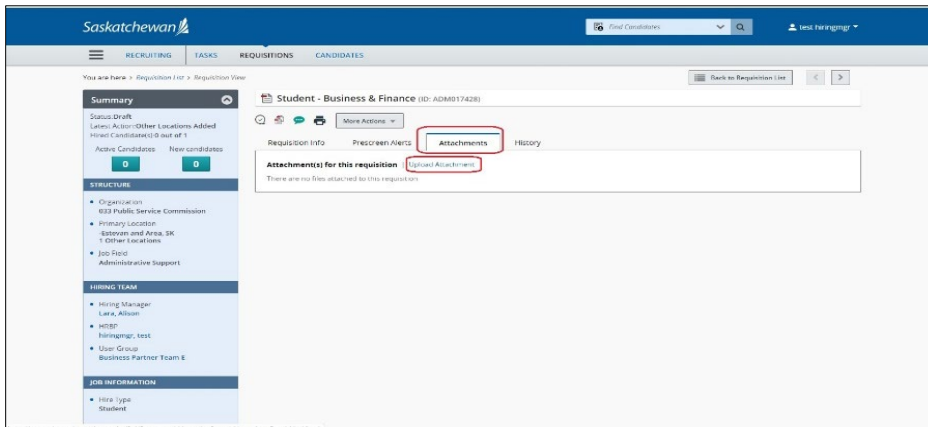 Saskatchewan
Find Candidates
test hiringmgr
RECRUITING TASKS REQUISITIONS CANDIDATES
You are here > Requisition List > Requisition View
Back to Requisition List
Summary
Student - Business & Finance (ID: ADM017428)
Status:Draft
Latest Action:Other Locations Added
Hired Candidate(s):0 out of 1
More Actions
Active Candidates New candidates
0 0
Requisition Info Prescreen Alerts Attachments History
Attachment(s) for this requisition | Upload Attachment
There are no files attached to this requisition
STRUCTURE
• Organization
033 Public Service Commission
• Primary Location
-Estevan and Area, SK
1 Other Locations
• Job Field
Administrative Support
HIRING TEAM
• Hiring Manager
Lara, Alison
• HRBP
hiringmgr, test
• User Group
Business Partner Team E
JOB INFORMATION
• Hire Type
Student